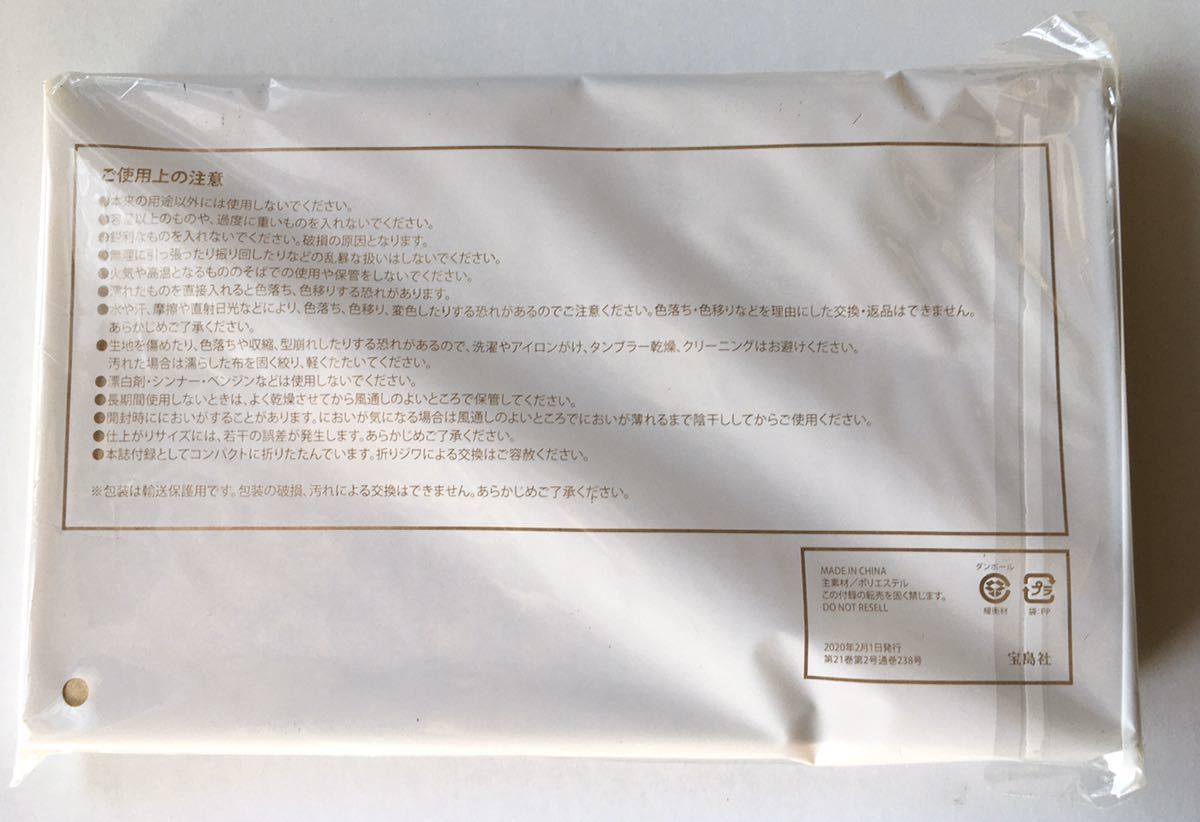 ご使用上の注意
●本来の用途以外には使用しないでください。
●容量以上のものや、過度に重いものを入れないでください。
●鋭利なものを入れないでください。破損の原因となります。
●無理に引っ張ったり振り回したりなどの乱暴な扱いはしないでください。
●火気や高温となるもののそばでの使用や保管をしないでください。
●濡れたものを直接入れると色落ち、色移りする恐れがあります。
●水や汗、摩擦や直射日光などにより、色落ち、色移り、変色したりする恐れがあるのでご注意ください。色落ち・色移りなどを理由にした交換・返品はできません。
あらかじめご了承ください。
●生地を傷めたり、色落ちや収縮、型崩れしたりする恐れがあるので、洗濯やアイロンがけ、タンブラー乾燥、クリーニングはお避けください。
汚れた場合は濡らした布を固く絞り、軽くたたいてください。
●漂白剤・シンナー・ベンジンなどは使用しないでください。
●長期間使用しないときは、よく乾燥させてから風通しのよいところで保管してください。
●開封時ににおいがすることがあります。においが気になる場合は風通しのよいところでにおいが薄れるまで陰干ししてからご使用ください。
●仕上がりサイズには、若干の誤差が発生します。あらかじめご了承ください。
●本誌付録としてコンパクトに折りたたんでいます。折りジワによる交換はご容赦ください。
※包装は輸送保護用です。包装の破損、汚れによる交換はできません。あらかじめご了承ください。
MADE IN CHINA
主素材／ポリエステル
この付録の転売を固く禁じます。
DO NOT RESELL
ダンボール
緩衝材
プラ
袋:PP
2020年2月1日発行
第21巻第2号通巻238号
宝島社